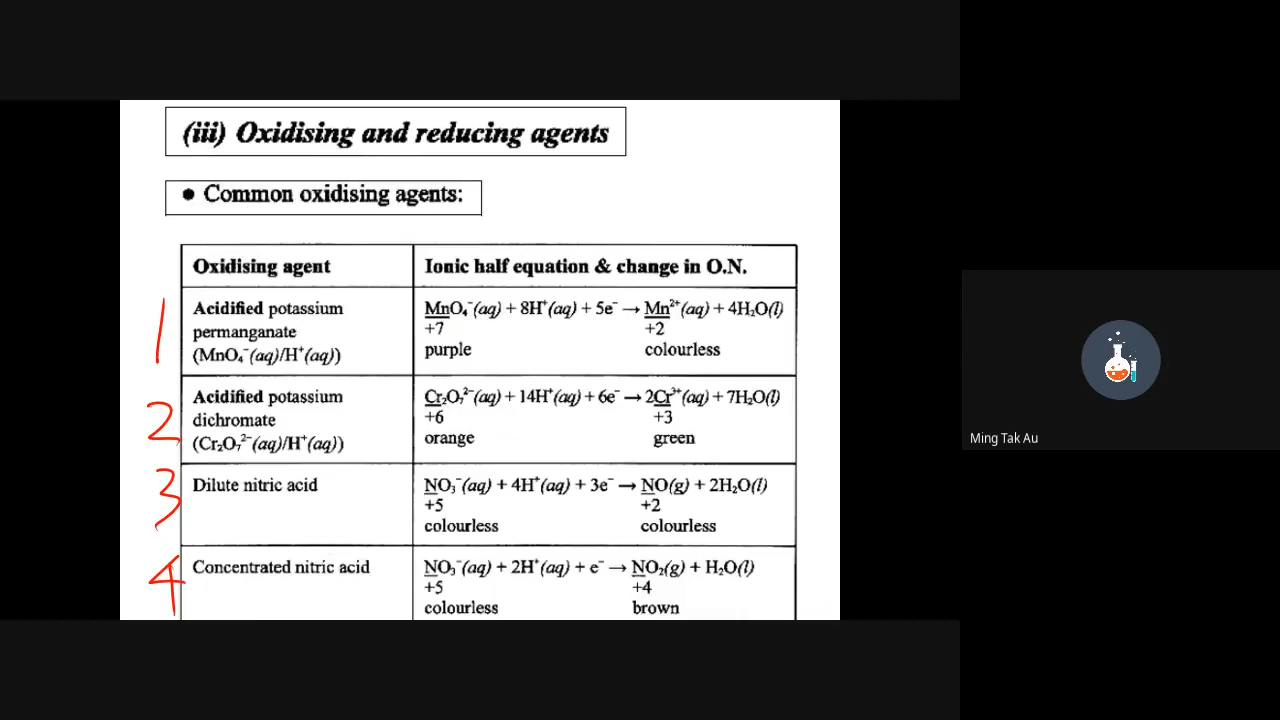 (iii) Oxidising and reducing agents
● Common oxidising agents:
Oxidising agent
Ionic half equation & change in O.N.
1
Acidified potassium
permanganate
(MnO₄⁻(aq)/H⁺(aq))
MnO₄⁻(aq) + 8H⁺(aq) + 5e⁻ → Mn²⁺(aq) + 4H₂O(l)
+7 +2
purple colourless
2
Acidified potassium
dichromate
(Cr₂O₇²⁻(aq)/H⁺(aq))
Cr₂O₇²⁻(aq) + 14H⁺(aq) + 6e⁻ → 2Cr³⁺(aq) + 7H₂O(l)
+6 +3
orange green
3
Dilute nitric acid
NO₃⁻(aq) + 4H⁺(aq) + 3e⁻ → NO(g) + 2H₂O(l)
+5 +2
colourless colourless
4
Concentrated nitric acid
NO₃⁻(aq) + 2H⁺(aq) + e⁻ → NO₂(g) + H₂O(l)
+5 +4
colourless brown
Ming Tak Au